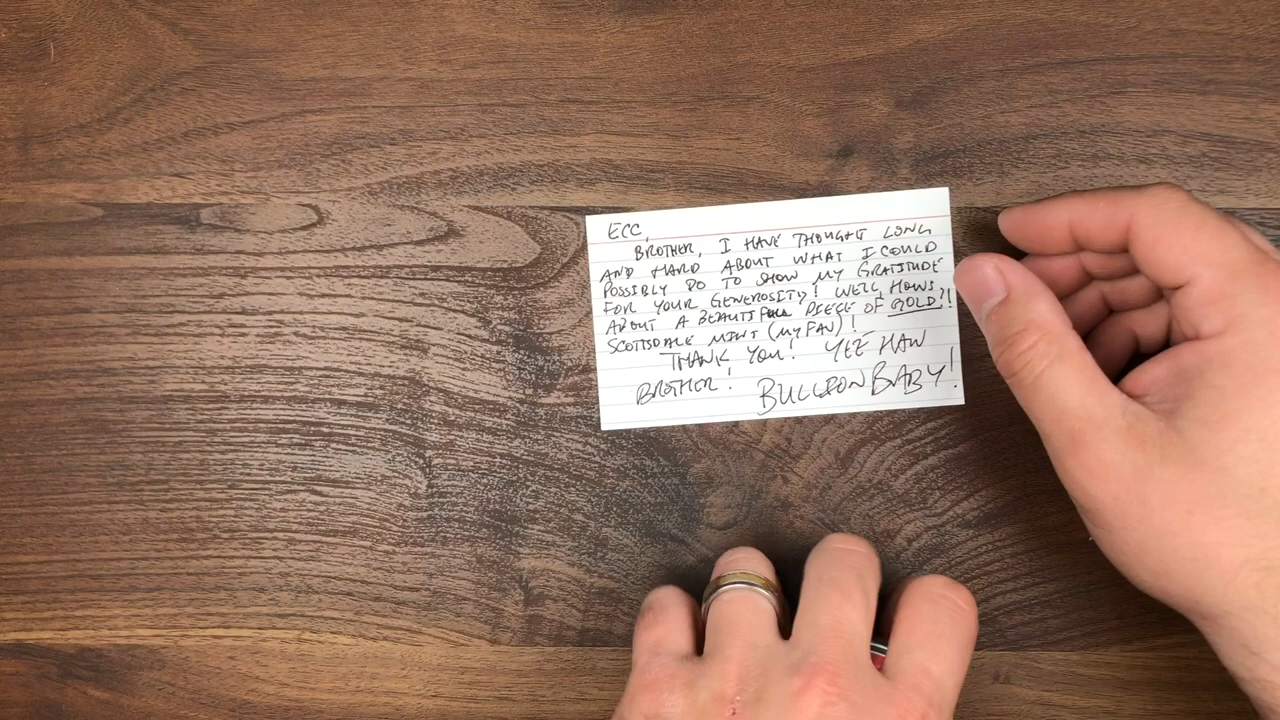 ECC,
BROTHER, I HAVE THOUGHT LONG
AND HARD ABOUT WHAT I COULD
POSSIBLY DO TO SHOW MY GRATITUDE
FOR YOUR GENEROSITY! WELL, HOWS
ABOUT A BEAUTIFULL PIECE OF GOLD?!
SCOTTSDALE MINT (MY FAV)!
THANK YOU! YEE HAW
BROTHER! BULLION BABY!